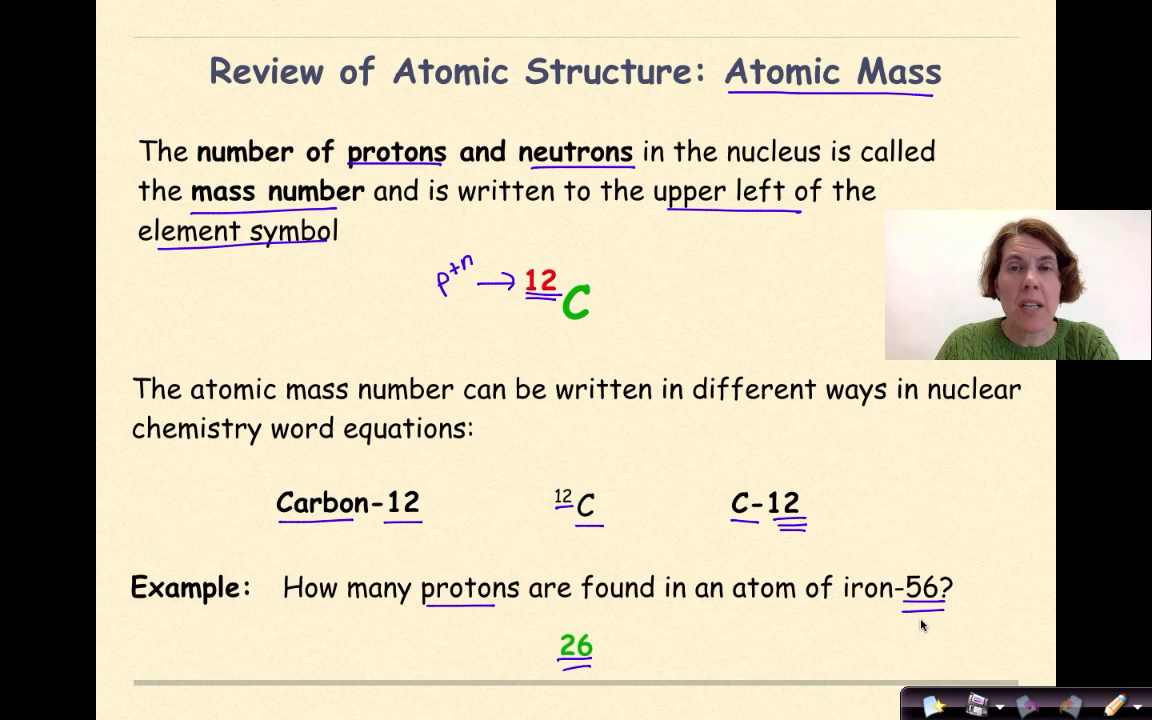 Review of Atomic Structure: Atomic Mass
The number of protons and neutrons in the nucleus is called
the mass number and is written to the upper left of the
element symbol
p+n → 12 C
The atomic mass number can be written in different ways in nuclear
chemistry word equations:
Carbon-12 12C C-12
Example: How many protons are found in an atom of iron-56?
26